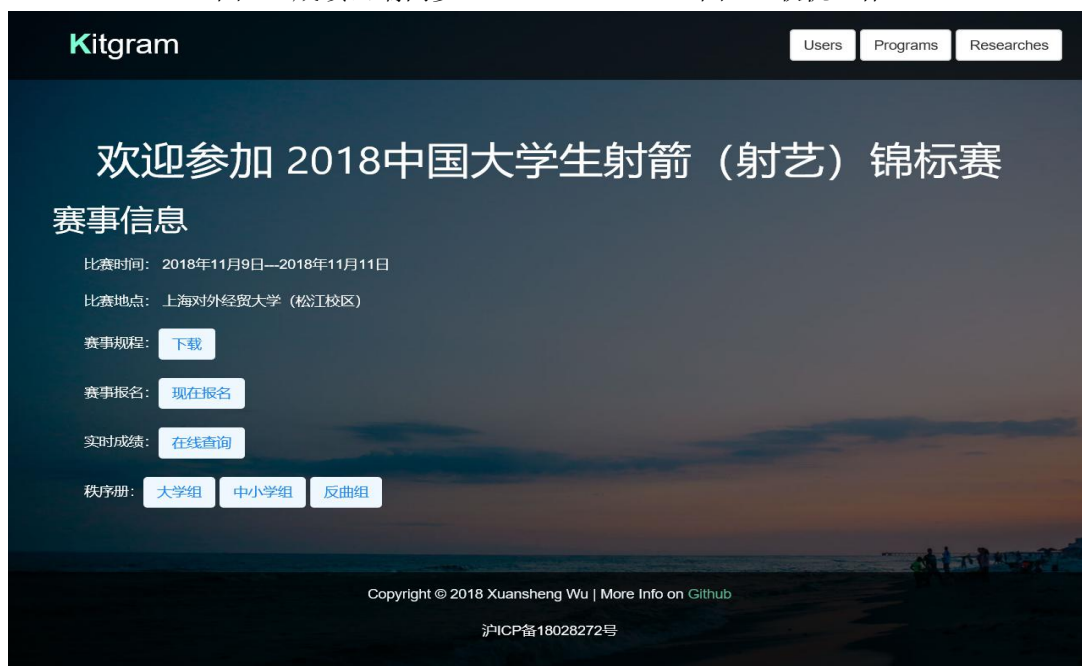 Kitgram
Users Programs Researches
欢迎参加 2018中国大学生射箭（射艺）锦标赛
赛事信息
比赛时间： 2018年11月9日---2018年11月11日
比赛地点： 上海对外经贸大学（松江校区）
赛事规程： 下载
赛事报名： 现在报名
实时成绩： 在线查询
秩序册： 大学组 中小学组 反曲组
Copyright © 2018 Xuansheng Wu | More Info on Github
沪ICP备18028272号